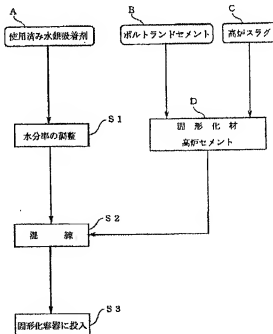 A
B
C
使用済み水餅吸着剤
ポルトランドセメント
高炉スラグ
D
S1
水分率の調整
固形化材
高炉セメント
S2
混練
S3
固形化容器に投入